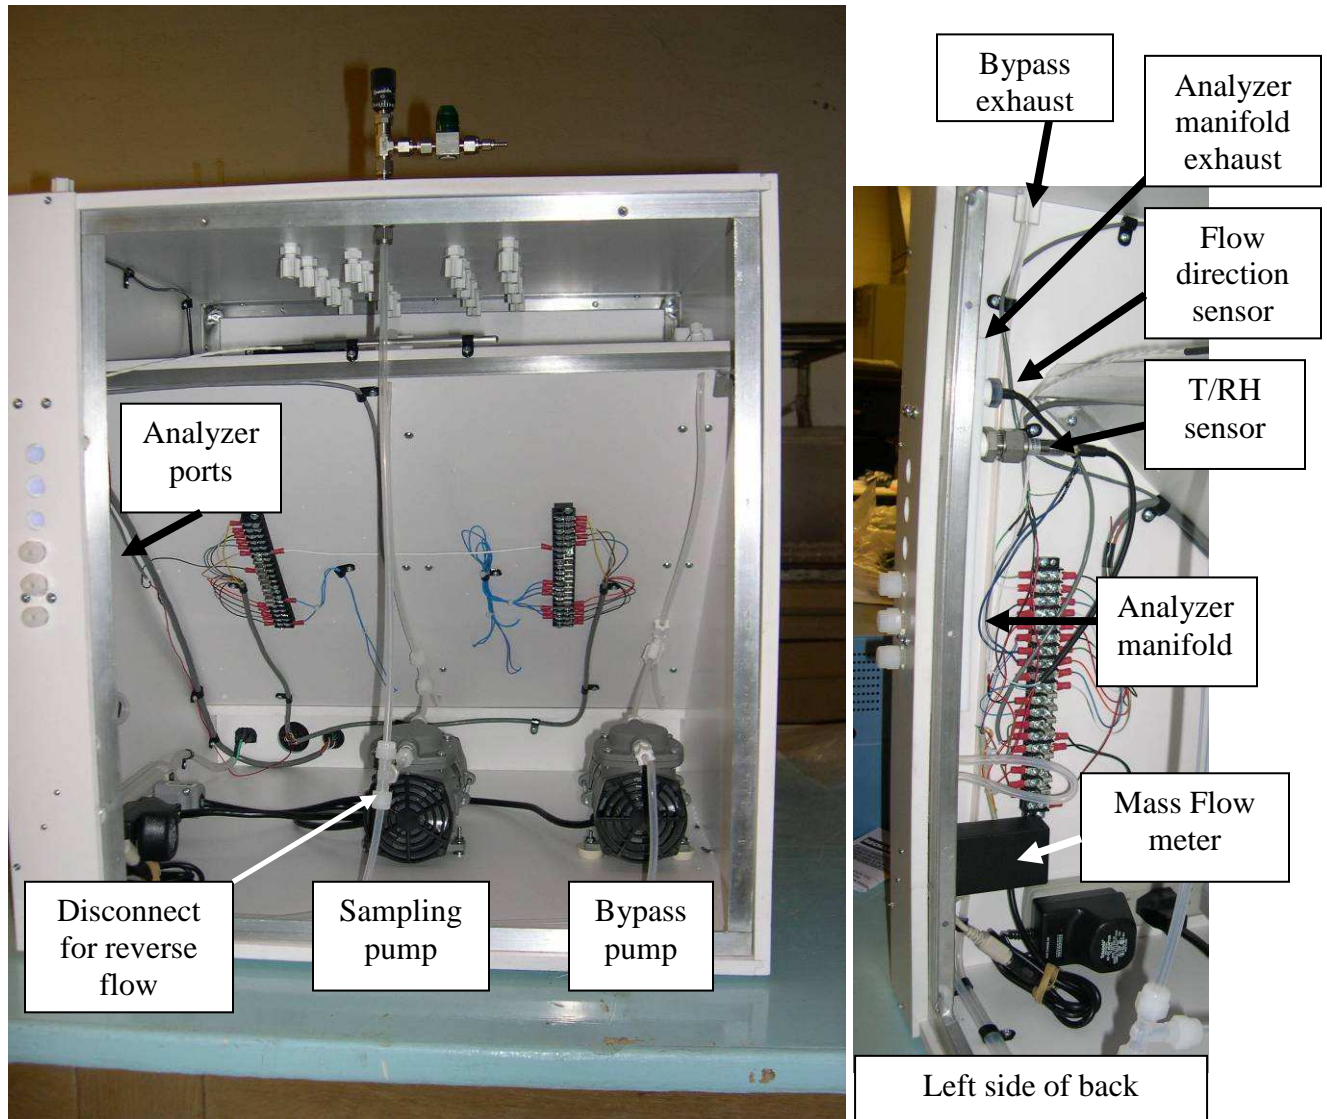 Bypass
exhaust
Analyzer
manifold
exhaust
Flow
direction
sensor
T/RH
sensor
Analyzer
ports
Analyzer
manifold
Mass Flow
meter
Disconnect
for reverse
flow
Sampling
pump
Bypass
pump
Left side of back